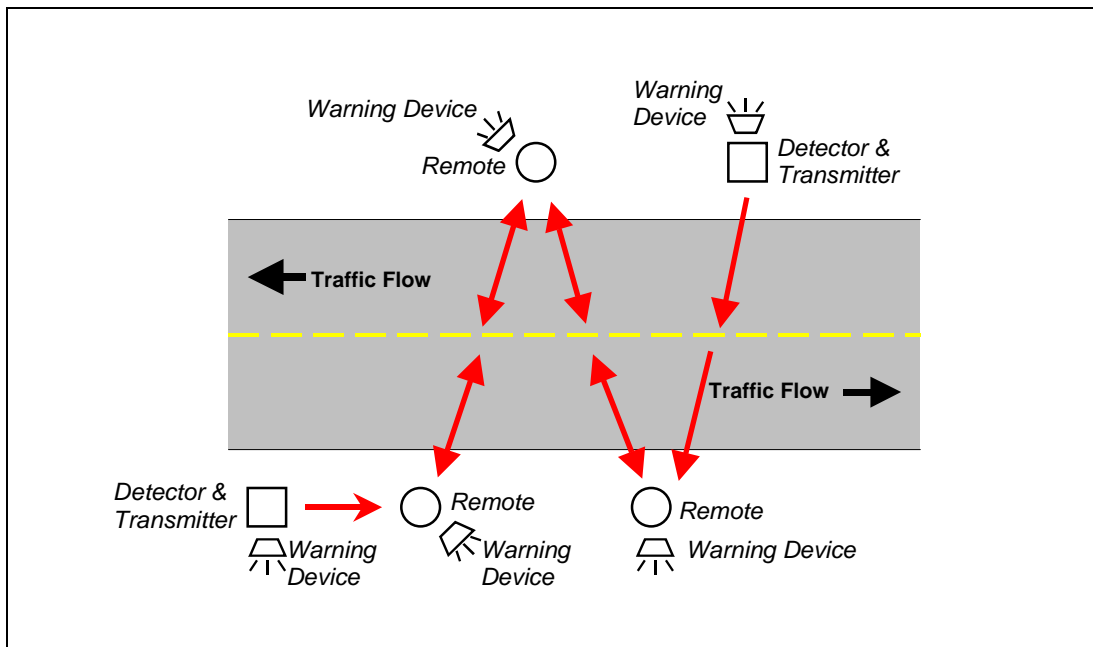 Warning Device
Remote
Warning
Device
Detector &
Transmitter
Traffic Flow
Traffic Flow
Detector &
Transmitter
Warning
Device
Remote
Warning
Device
Remote
Warning Device